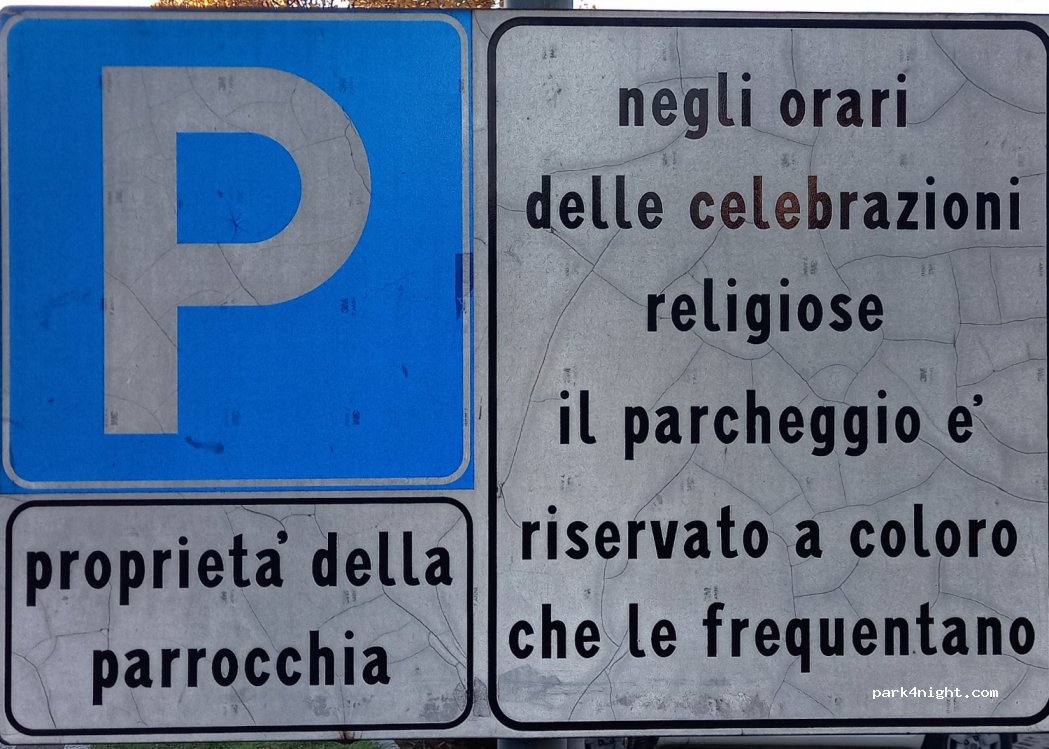 P
proprieta' della
parrocchia
negli orari
delle celebrazioni
religiose
il parcheggio e'
riservato a coloro
che le frequentano
park4night.com